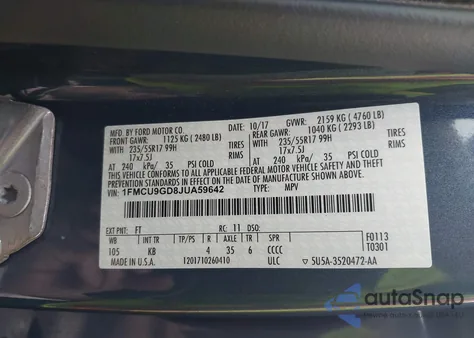 MFD. BY FORD MOTOR CO. 10/17 GVWR: 2159 KG ( 4760 LB)
FRONT GAWR: 1125 KG ( 2480 LB) REAR GAWR: 1040 KG ( 2293 LB)
WITH 235/55R17 99H TIRES WITH 235/55R17 99H TIRES
17x7.5J RIMS 17x7.5J RIMS
AT 240 kPa/ 35 PSI COLD AT 240 kPa/ 35 PSI COLD
THIS VEHICLE CONFORMS TO ALL APPLICABLE FEDERAL MOTOR VEHICLE SAFETY AND THEFT
PREVENTION STANDARDS IN EFFECT ON THE DATE OF MANUFACTURE SHOWN ABOVE.
VIN: 1FMCU9GD8JUA59642 TYPE: MPV
EXT PNT: FT RC: 11 DSO: F0113
WB INT TR TP/PS R AXLE TR SPR T0301
105 KB 4 35 6 CCCC
MADE IN U.S.A. 1201710260410 ULC 5U5A-3520472-AA
autoSnap